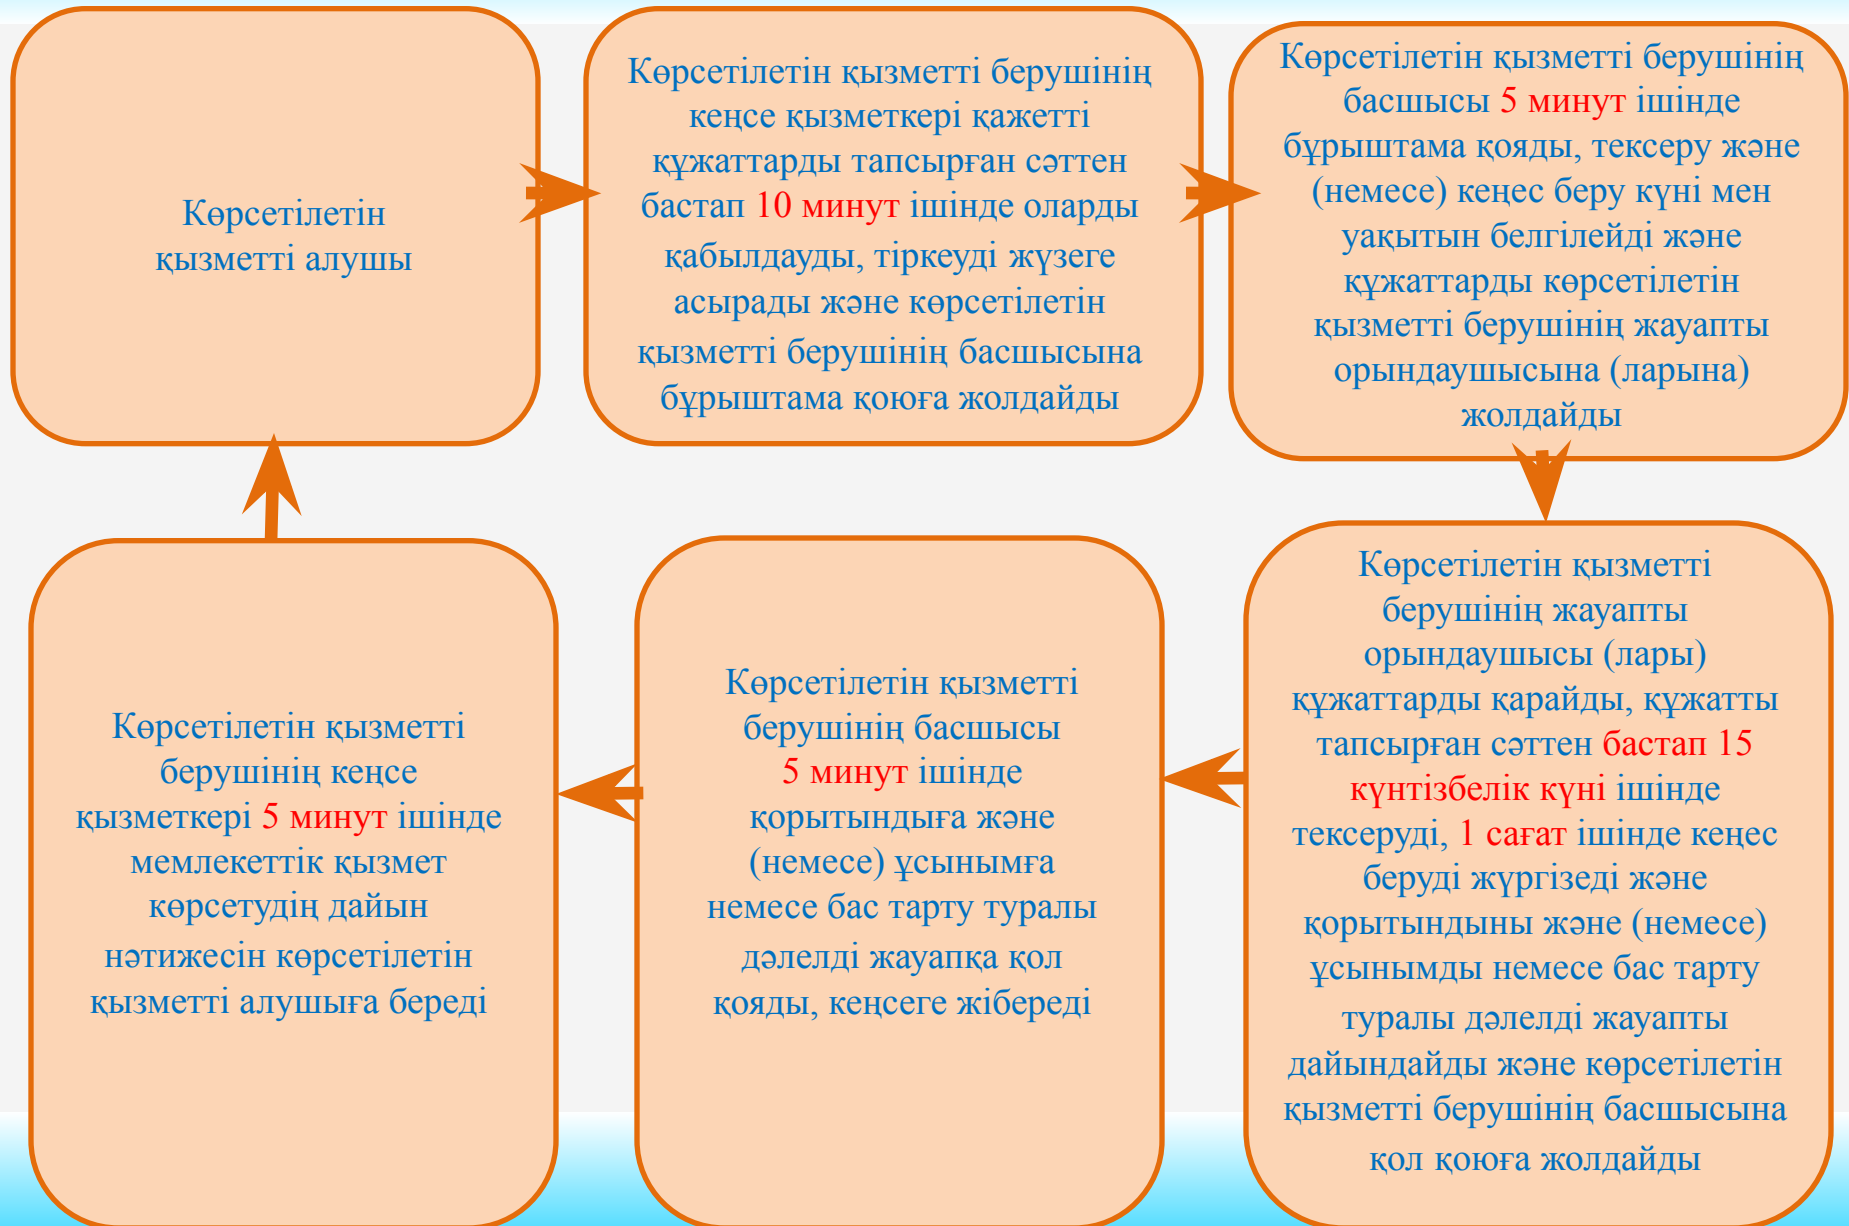 Көрсетілетін
қызметті алушы
Көрсетілетін қызметті берушінің
кеңсе қызметкері қажетті
құжаттарды тапсырған сәттен
бастап 10 минут ішінде оларды
қабылдауды, тіркеуді жүзеге
асырады және көрсетілетін
қызметті берушінің басшысына
бұрыштама қоюға жолдайды
Көрсетілетін қызметті берушінің
басшысы 5 минут ішінде
бұрыштама қояды, тексеру және
(немесе) кеңес беру күні мен
уақытын белгілейді және
құжаттарды көрсетілетін
қызметті берушінің жауапты
орындаушысына (ларына)
жолдайды
Көрсетілетін қызметті
берушінің жауапты
орындаушысы (лары)
құжаттарды қарайды, құжатты
тапсырған сәттен бастап 15
күнтізбелік күні ішінде
тексеруді, 1 сағат ішінде кеңес
беруді жүргізеді және
қорытындыны және (немесе)
ұсынымды немесе бас тарту
туралы дәлелді жауапты
дайындайды және көрсетілетін
қызметті берушінің басшысына
қол қоюға жолдайды
Көрсетілетін қызметті
берушінің басшысы
5 минут ішінде
қорытындыға және
(немесе) ұсынымға
немесе бас тарту туралы
дәлелді жауапқа қол
қояды, кеңсеге жібереді
Көрсетілетін қызметті
берушінің кеңсе
қызметкері 5 минут ішінде
мемлекеттік қызмет
көрсетудің дайын
нәтижесін көрсетілетін
қызметті алушыға береді